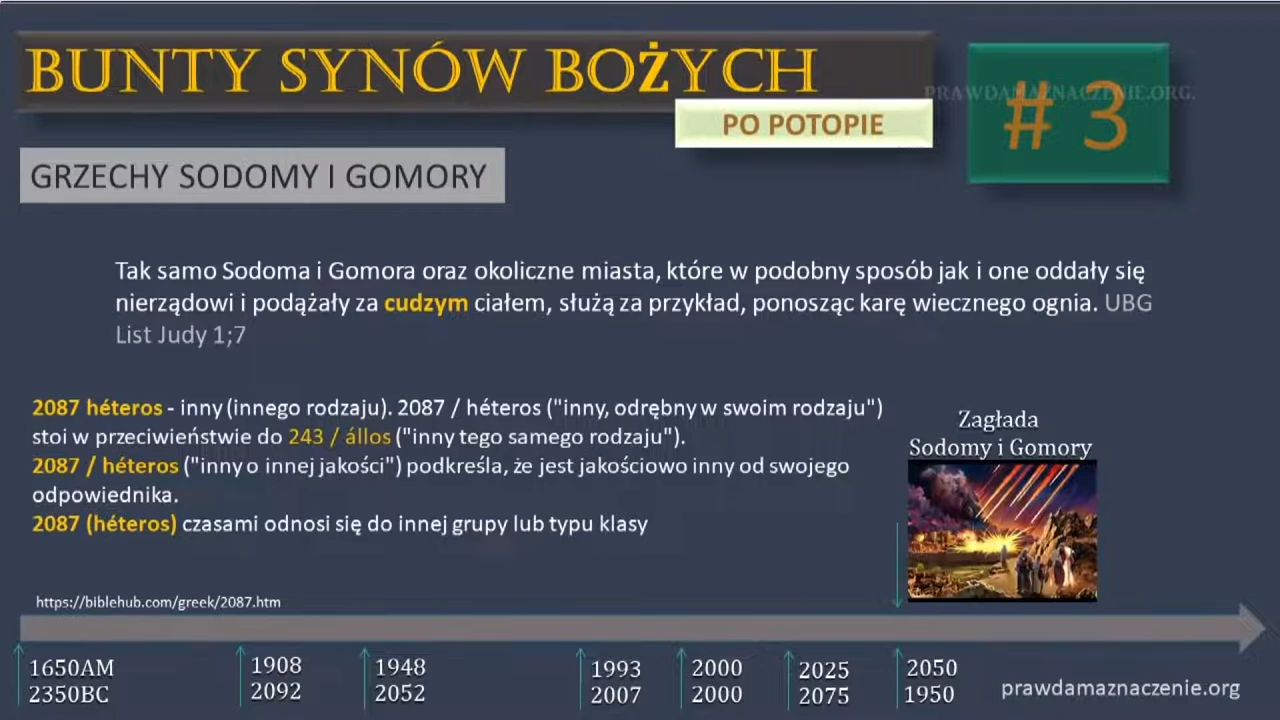 BUNTY SYNÓW BOŻYCH
PRAWDAMAZNACZENIE.ORG.
# 3
PO POTOPIE
GRZECHY SODOMY I GOMORY
Tak samo Sodoma i Gomora oraz okoliczne miasta, które w podobny sposób jak i one oddały się
nierządowi i podążały za cudzym ciałem, służą za przykład, ponosząc karę wiecznego ognia. UBG
List Judy 1;7
2087 héteros - inny (innego rodzaju). 2087 / héteros ("inny, odrębny w swoim rodzaju")
stoi w przeciwieństwie do 243 / állos ("inny tego samego rodzaju").
2087 / héteros ("inny o innej jakości") podkreśla, że jest jakościowo inny od swojego
odpowiednika.
2087 (héteros) czasami odnosi się do innej grupy lub typu klasy
Zagłada
Sodomy i Gomory
https://biblehub.com/greek/2087.htm
1650AM
2350BC
1908
2092
1948
2052
1993
2007
2000
2000
2025
2075
2050
1950
prawdamaznaczenie.org